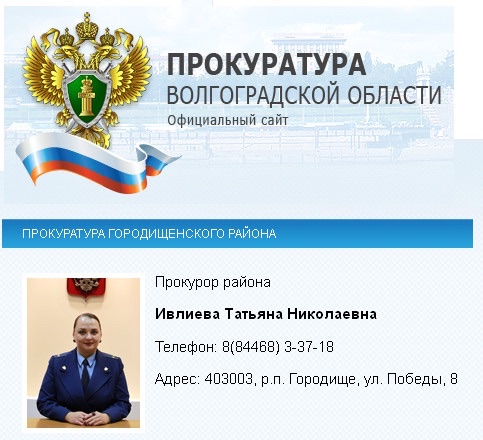 ПРОКУРАТУРА
ВОЛГОГРАДСКОЙ ОБЛАСТИ
Официальный сайт
ПРОКУРАТУРА ГОРОДИЩЕНСКОГО РАЙОНА
Прокурор района
Ивлиева Татьяна Николаевна
Телефон: 8(84468) 3-37-18
Адрес: 403003, р.п. Городище, ул. Победы, 8